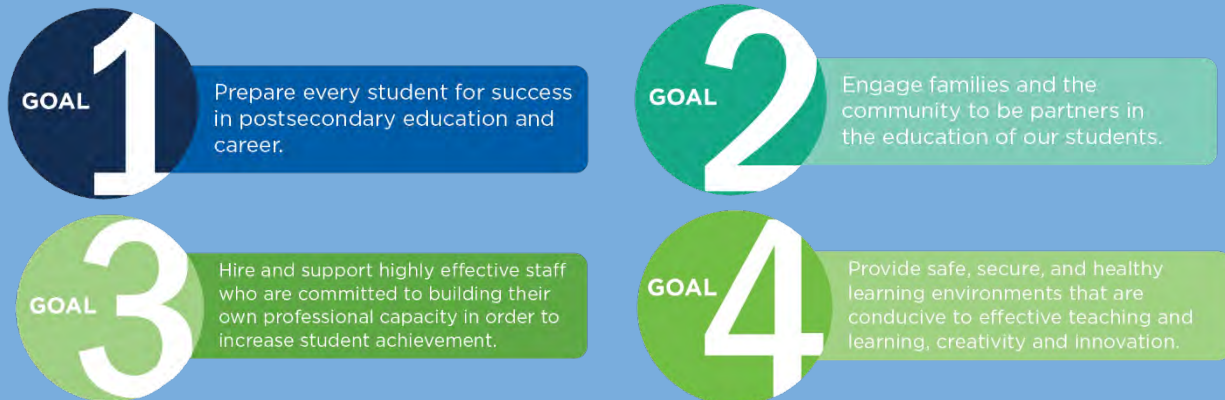 GOAL 1
Prepare every student for success
in postsecondary education and
career.
GOAL 2
Engage families and the
community to be partners in
the education of our students.
GOAL 3
Hire and support highly effective staff
who are committed to building their
own professional capacity in order to
increase student achievement.
GOAL 4
Provide safe, secure, and healthy
learning environments that are
conducive to effective teaching and
learning, creativity and innovation.